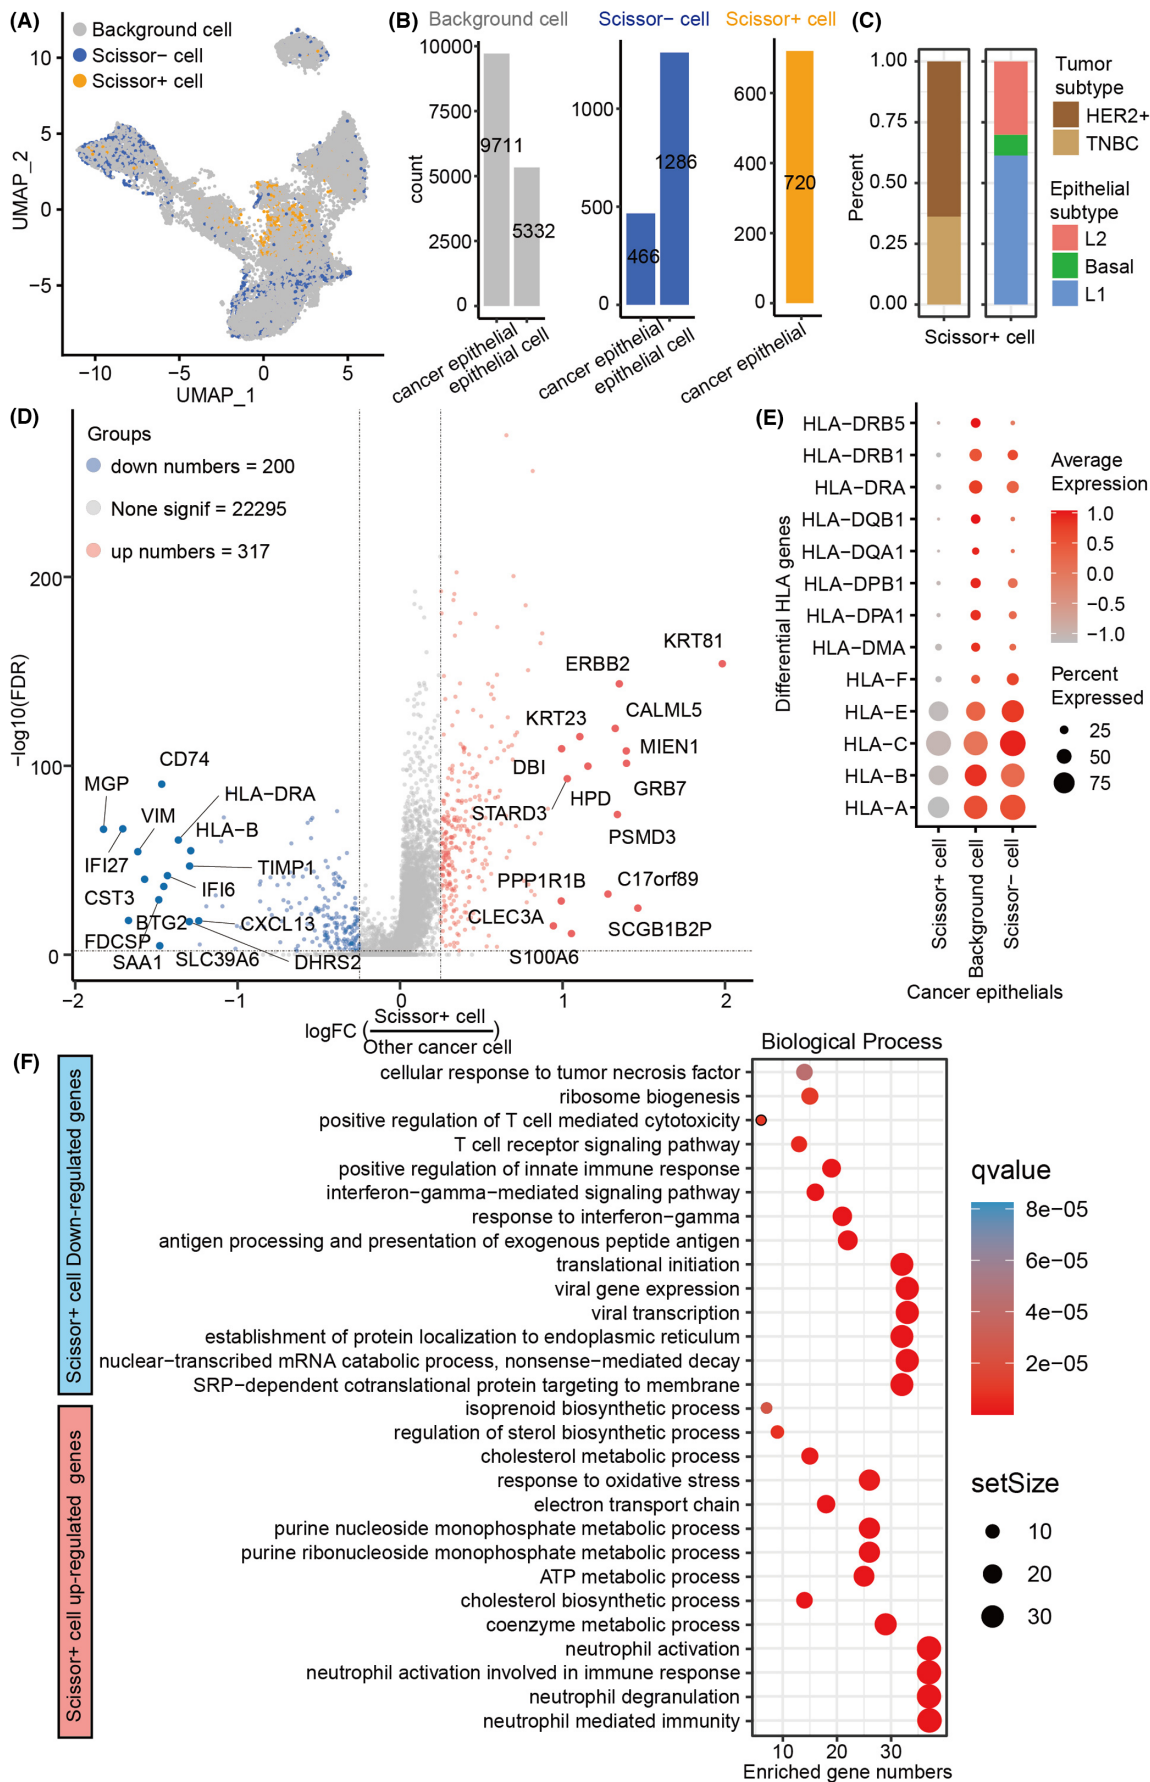 (A)
Background cell
Scissor− cell
Scissor+ cell
10
5
0
−5
UMAP_2
−10
−5
0
5
UMAP_1
(B)
Background cell
Scissor− cell
Scissor+ cell
count
10000
7500
5000
2500
0
9711
5332
cancer epithelial
epithelial cell
1000
500
0
466
1286
cancer epithelial
epithelial cell
600
400
200
0
720
cancer epithelial
(C)
Percent
1.00
0.75
0.50
0.25
0.00
Scissor+ cell
Tumor
subtype
HER2+
TNBC
Epithelial
subtype
L2
Basal
L1
(D)
Groups
down numbers = 200
None signif = 22295
up numbers = 317
−log10(FDR)
200
100
0
KRT81
ERBB2
CALML5
KRT23
MIEN1
DBI
GRB7
HPD
STARD3
PSMD3
PPP1R1B
C17orf89
CLEC3A
SCGB1B2P
S100A6
CD74
MGP
HLA−DRA
VIM
HLA−B
IFI27
TIMP1
IFI6
CST3
BTG2
CXCL13
FDCSP
SAA1
SLC39A6
DHRS2
−2
−1
0
1
2
logFC (
Scissor+ cell
Other cancer cell
)
(E)
Differential HLA genes
HLA−DRB5
HLA−DRB1
HLA−DRA
HLA−DQB1
HLA−DQA1
HLA−DPB1
HLA−DPA1
HLA−DMA
HLA−F
HLA−E
HLA−C
HLA−B
HLA−A
Scissor+ cell
Background cell
Scissor− cell
Cancer epithelials
Average
Expression
1.0
0.5
0.0
−0.5
−1.0
Percent
Expressed
25
50
75
(F)
Scissor+ cell Down-regulated genes
Scissor+ cell up-regulated genes
Biological Process
cellular response to tumor necrosis factor
ribosome biogenesis
positive regulation of T cell mediated cytotoxicity
T cell receptor signaling pathway
positive regulation of innate immune response
interferon−gamma−mediated signaling pathway
response to interferon−gamma
antigen processing and presentation of exogenous peptide antigen
translational initiation
viral gene expression
viral transcription
establishment of protein localization to endoplasmic reticulum
nuclear−transcribed mRNA catabolic process, nonsense−mediated decay
SRP−dependent cotranslational protein targeting to membrane
isoprenoid biosynthetic process
regulation of sterol biosynthetic process
cholesterol metabolic process
response to oxidative stress
electron transport chain
purine nucleoside monophosphate metabolic process
purine ribonucleoside monophosphate metabolic process
ATP metabolic process
cholesterol biosynthetic process
coenzyme metabolic process
neutrophil activation
neutrophil activation involved in immune response
neutrophil degranulation
neutrophil mediated immunity
10
20
30
Enriched gene numbers
qvalue
8e−05
6e−05
4e−05
2e−05
setSize
10
20
30